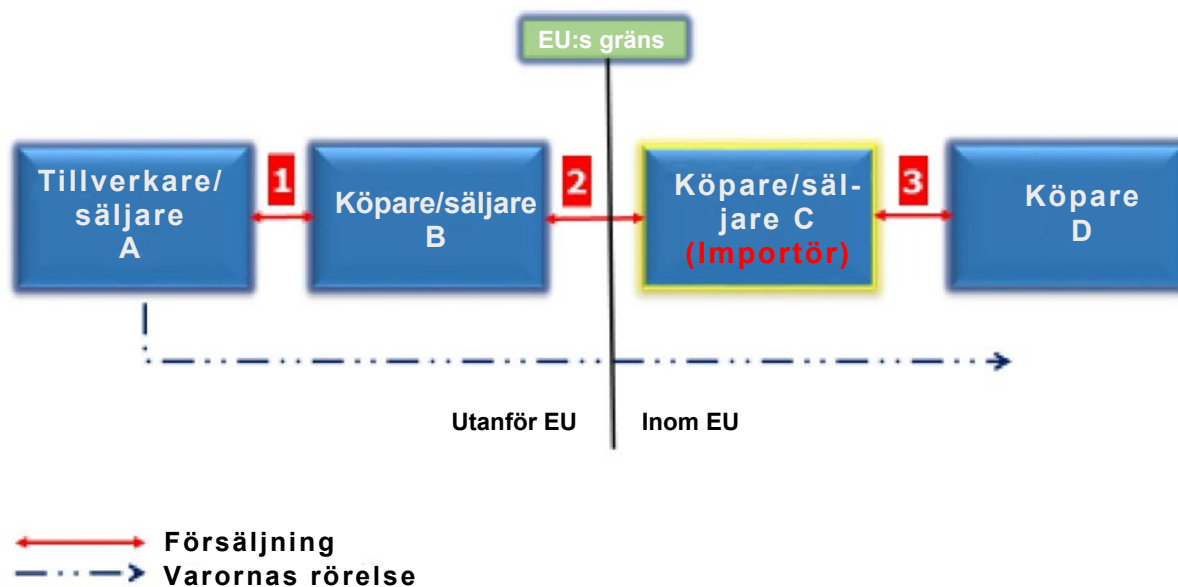 EU:s gräns
Tillverkare/
säljare
A
1
Köpare/säljare
B
2
Köpare/säl-
jare C
(Importör)
3
Köpare
D
Utanför EU
Inom EU
Försäljning
Varornas rörelse